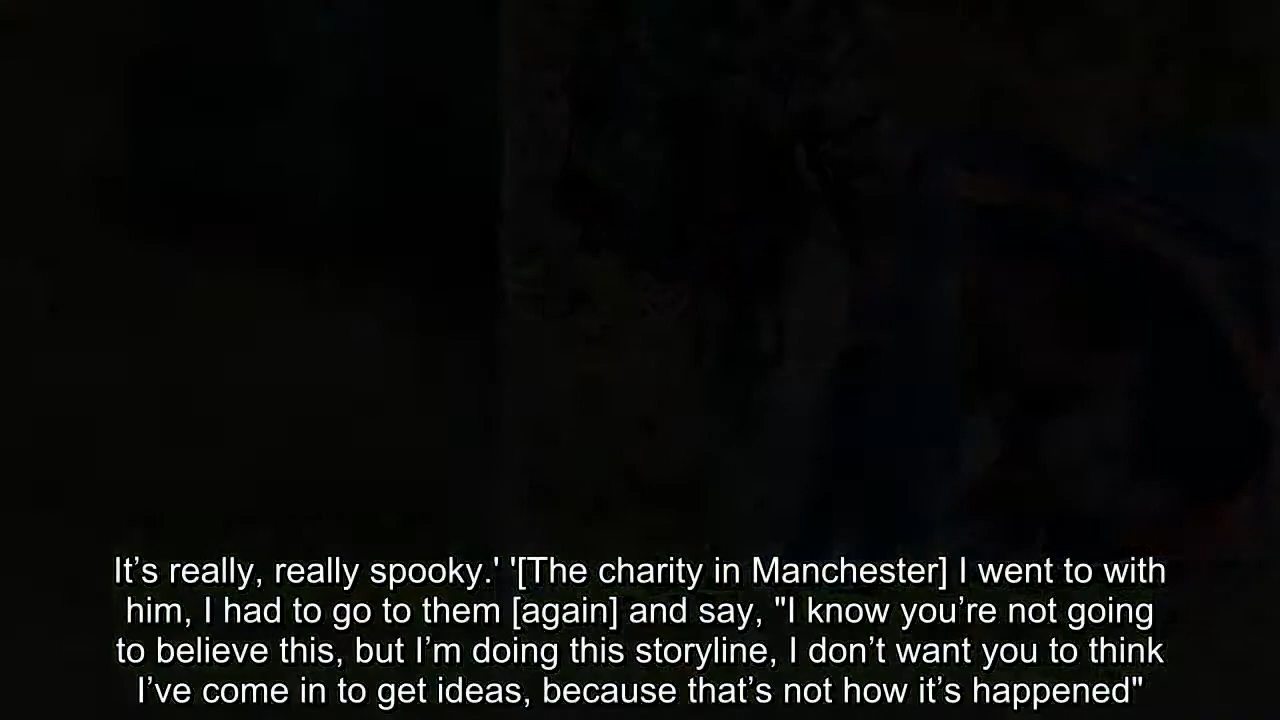 It’s really, really spooky.' '[The charity in Manchester] I went to with
him, I had to go to them [again] and say, "I know you’re not going
to believe this, but I’m doing this storyline, I don’t want you to think
I’ve come in to get ideas, because that’s not how it’s happened"